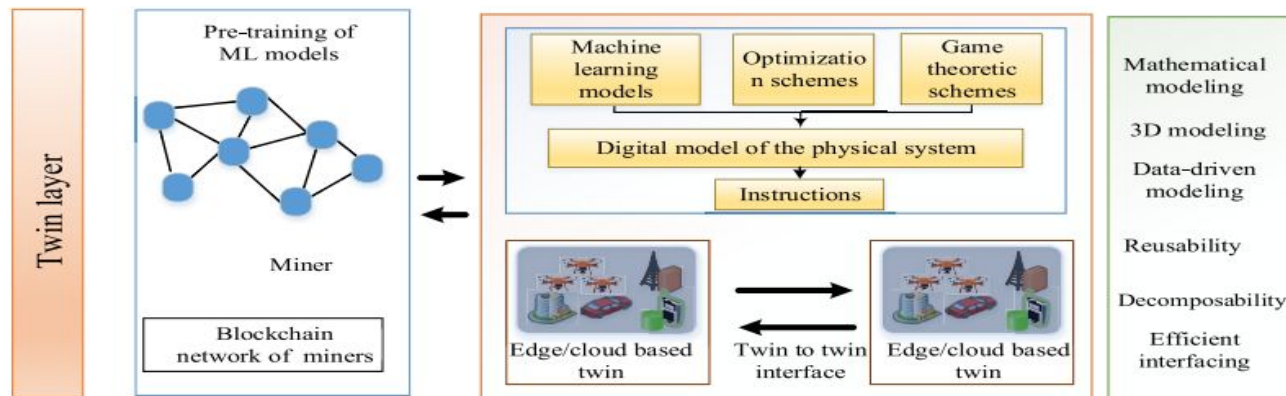 Twin layer
Pre-training of
ML models
Miner
Blockchain
network of miners
Machine
learning
models
Optimizatio
n schemes
Game
theoretic
schemes
Digital model of the physical system
Instructions
Edge/cloud based
twin
Twin to twin
interface
Edge/cloud based
twin
Mathematical
modeling
3D modeling
Data-driven
modeling
Reusability
Decomposability
Efficient
interfacing